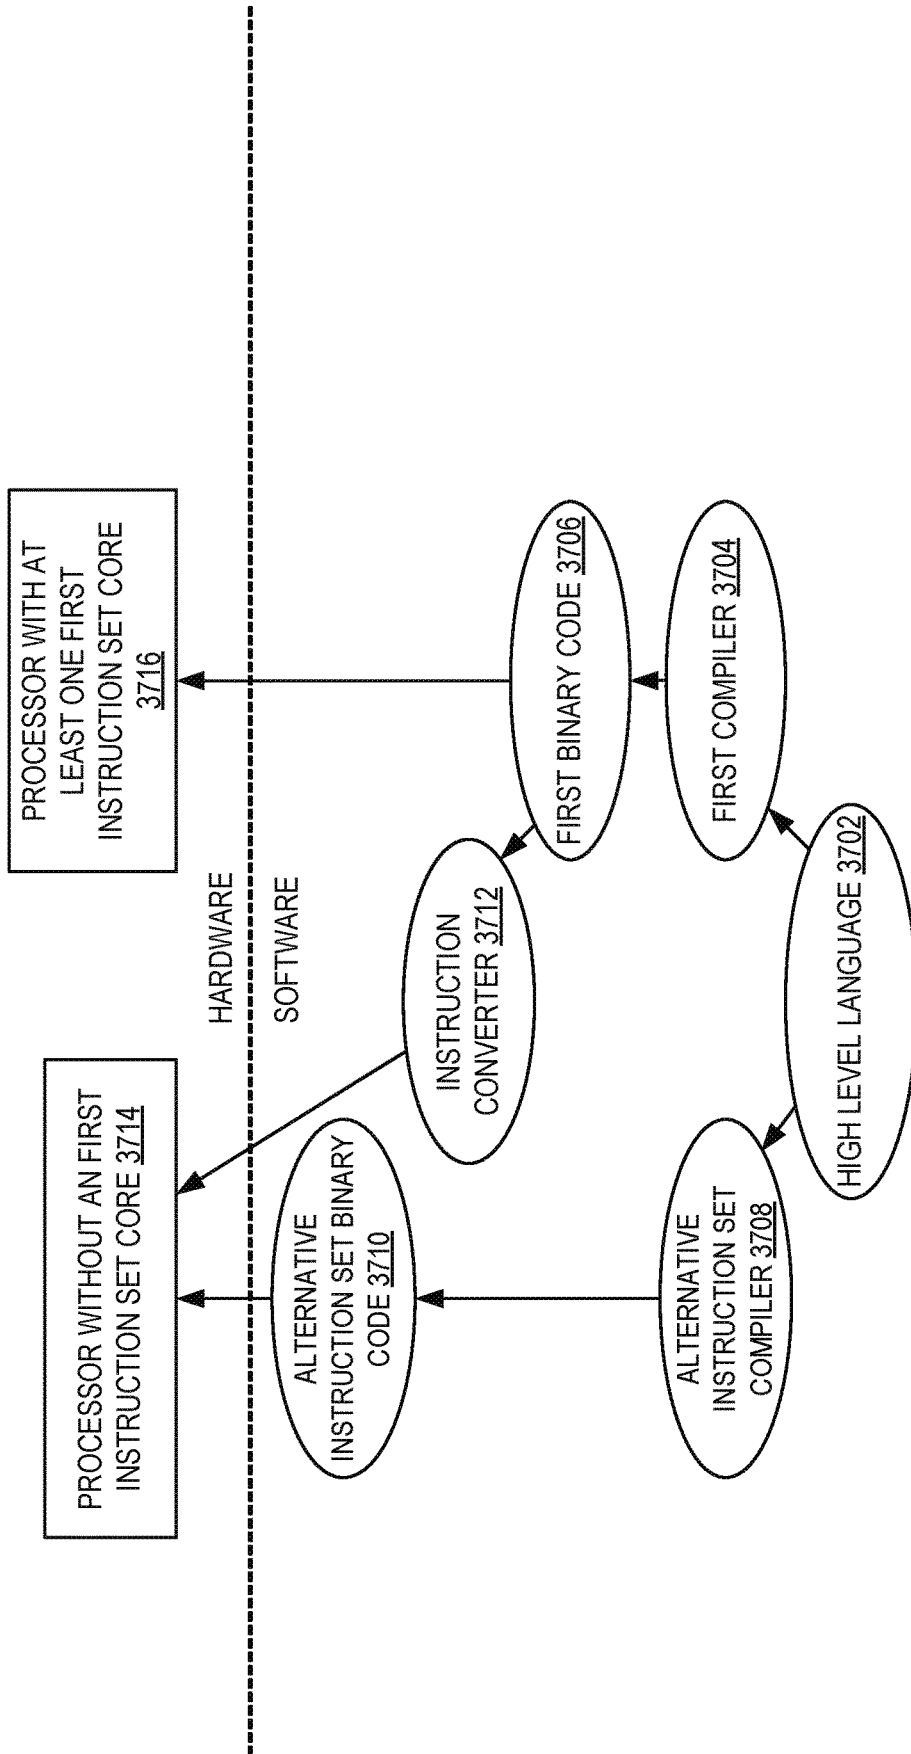 PROCESSOR WITHOUT AN FIRST
INSTRUCTION SET CORE 3714
PROCESSOR WITH AT
LEAST ONE FIRST
INSTRUCTION SET CORE
3716
HARDWARE
SOFTWARE
ALTERNATIVE
INSTRUCTION SET BINARY
CODE 3710
INSTRUCTION
CONVERTER 3712
FIRST BINARY CODE 3706
ALTERNATIVE
INSTRUCTION SET
COMPILER 3708
FIRST COMPILER 3704
HIGH LEVEL LANGUAGE 3702